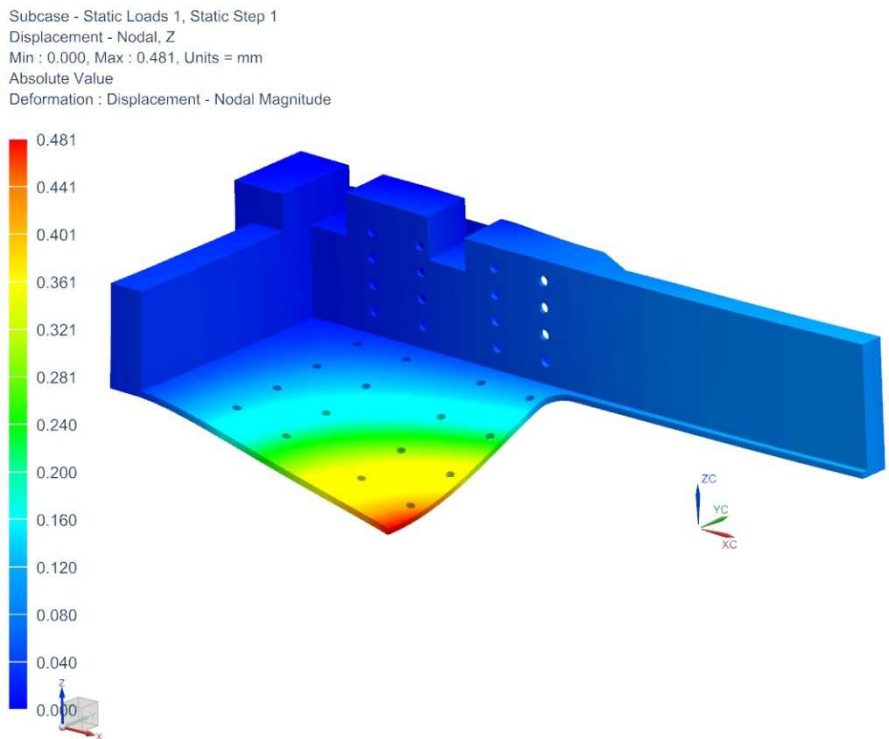 Subcase - Static Loads 1, Static Step 1
Displacement - Nodal, Z
Min : 0.000, Max : 0.481, Units = mm
Absolute Value
Deformation : Displacement - Nodal Magnitude
0.481
0.441
0.401
0.361
0.321
0.281
0.240
0.200
0.160
0.120
0.080
0.040
0.000
ZC
YC
XC
Z
Y
X